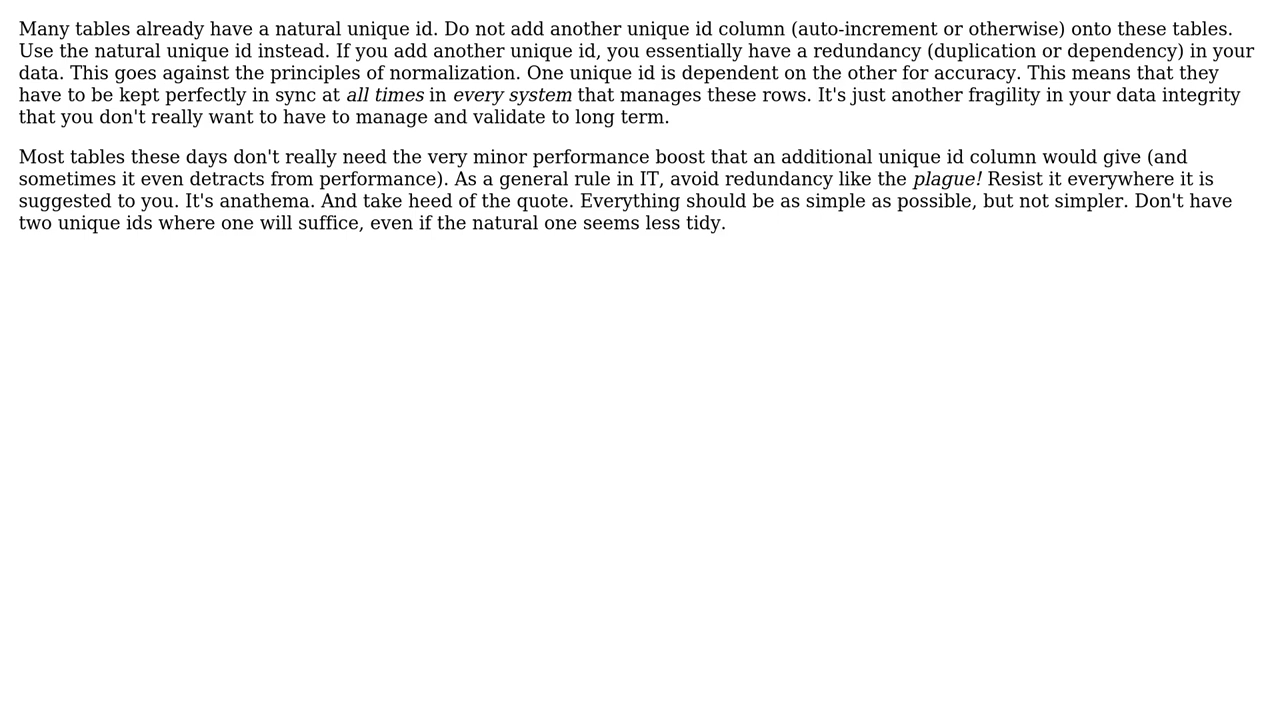 Many tables already have a natural unique id. Do not add another unique id column (auto-increment or otherwise) onto these tables.
Use the natural unique id instead. If you add another unique id, you essentially have a redundancy (duplication or dependency) in your
data. This goes against the principles of normalization. One unique id is dependent on the other for accuracy. This means that they
have to be kept perfectly in sync at all times in every system that manages these rows. It's just another fragility in your data integrity
that you don't really want to have to manage and validate to long term.
Most tables these days don't really need the very minor performance boost that an additional unique id column would give (and
sometimes it even detracts from performance). As a general rule in IT, avoid redundancy like the plague! Resist it everywhere it is
suggested to you. It's anathema. And take heed of the quote. Everything should be as simple as possible, but not simpler. Don't have
two unique ids where one will suffice, even if the natural one seems less tidy.